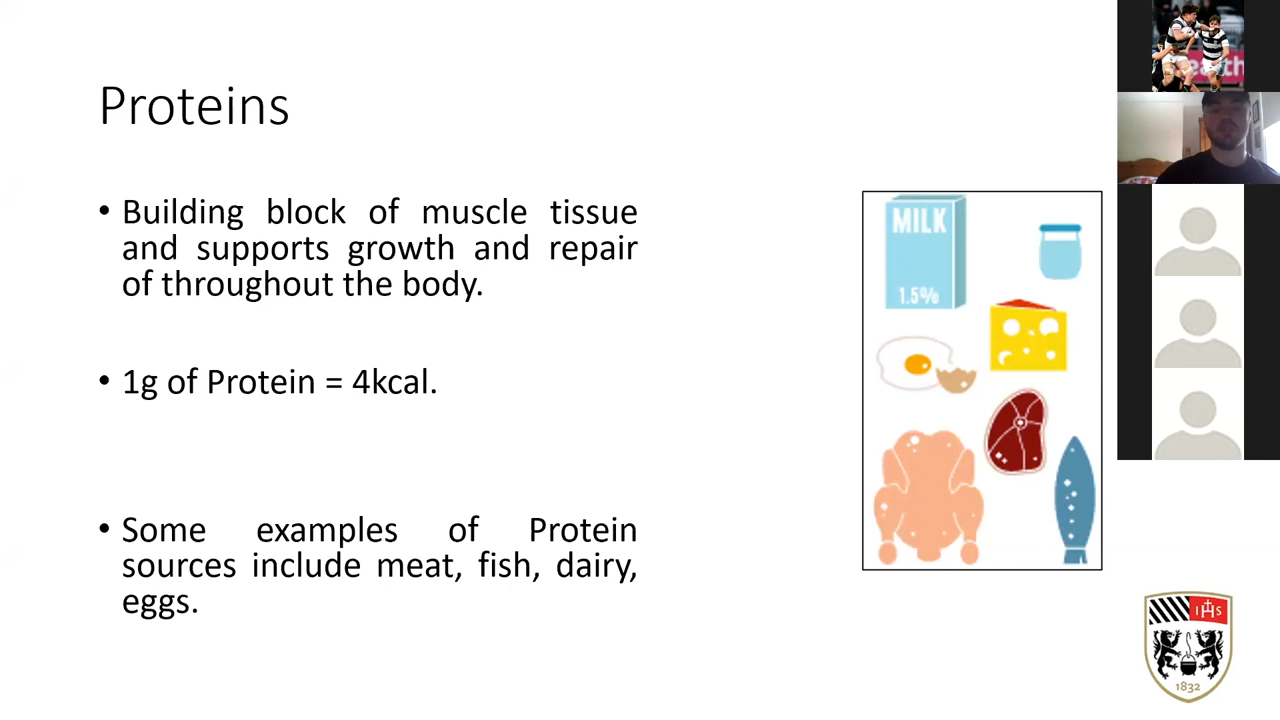 Proteins
• Building block of muscle tissue
and supports growth and repair
of throughout the body.
• 1g of Protein = 4kcal.
• Some examples of Protein
sources include meat, fish, dairy,
eggs.
MILK
1.5%
IHS
1832